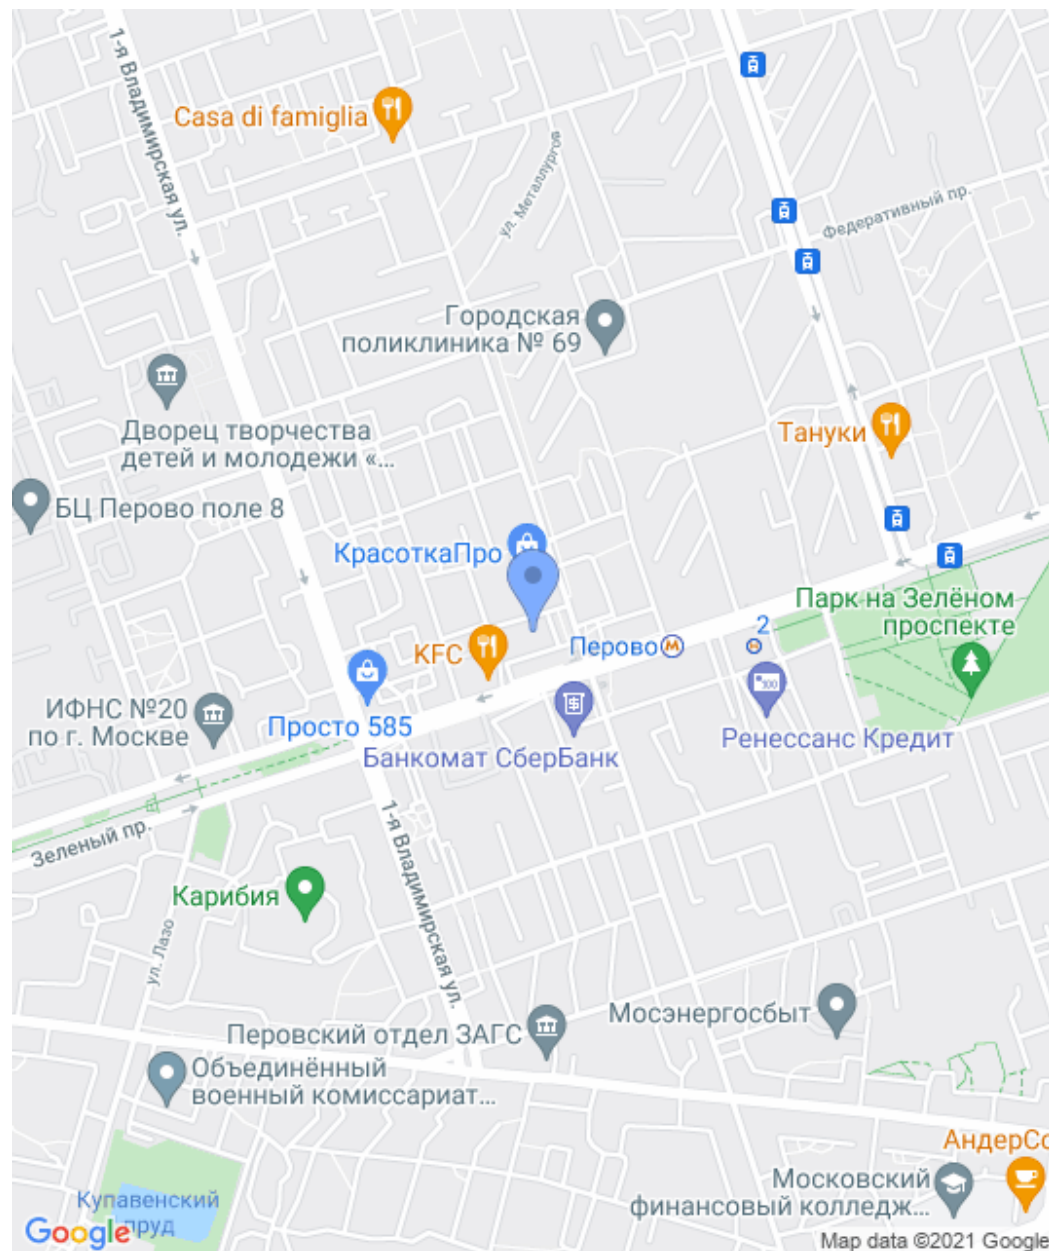 1-я Владимирская ул.
Casa di famiglia
ул. Металлургов
Федеративный пр.
Городская
поликлиника № 69
Дворец творчества
детей и молодежи «...
Тануки
БЦ Перово поле 8
КрасоткаПро
Парк на Зелёном
проспекте
2
Перово
М
KFC
100
ИФНС №20
по г. Москве
Просто 585
Банкомат СберБанк
Ренессанс Кредит
Зеленый пр.
1-я Владимирская ул.
Карибия
ул. Лазо
Мосэнергосбыт
Перовский отдел ЗАГС
Объединённый
военный комиссариат...
АндерСо
Московский
финансовый колледж...
Купавенский
пруд
Google
Map data ©2021 Google